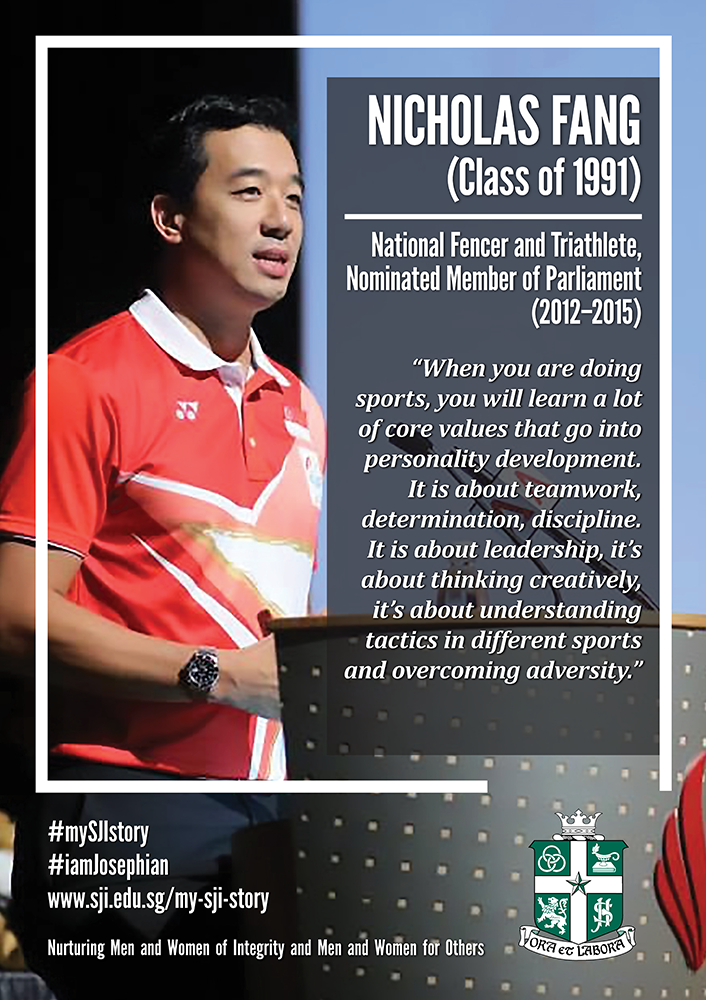 NICHOLAS FANG
(Class of 1991)
National Fencer and Triathlete,
Nominated Member of Parliament
(2012–2015)
“When you are doing
sports, you will learn a lot
of core values that go into
personality development.
It is about teamwork,
determination, discipline.
It is about leadership, it’s
about thinking creatively,
it’s about understanding
tactics in different sports
and overcoming adversity.”
#mySJIstory
#iamJosephian
www.sji.edu.sg/my-sji-story
Nurturing Men and Women of Integrity and Men and Women for Others
ORA ET LABORA